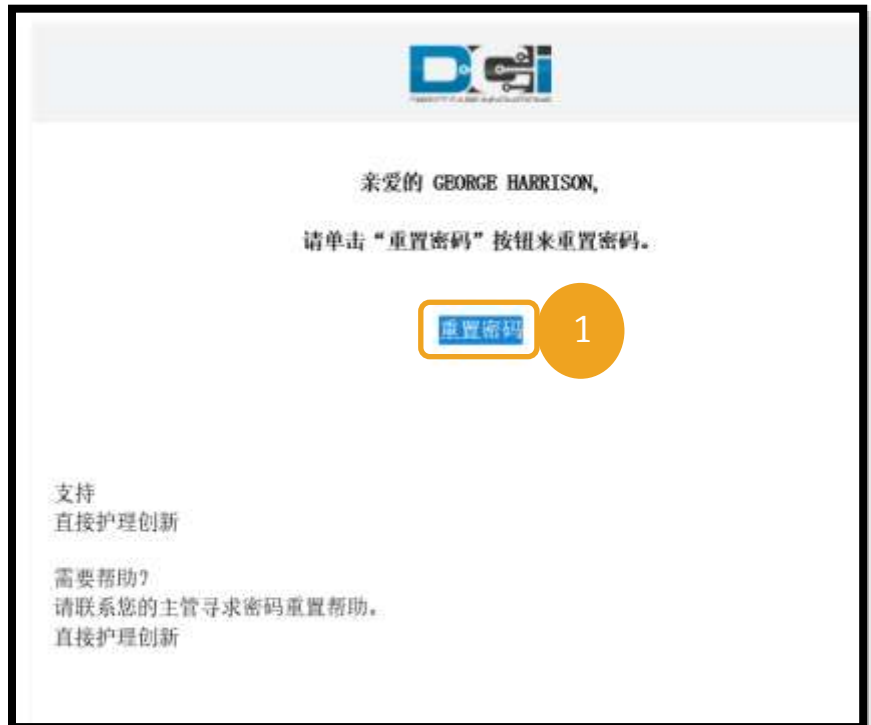 DCi
亲爱的 GEORGE HARRISON,
请单击“重置密码”按钮来重置密码。
重置密码
1
支持
直接护理创新
需要帮助?
请联系您的主管寻求密码重置帮助。
直接护理创新